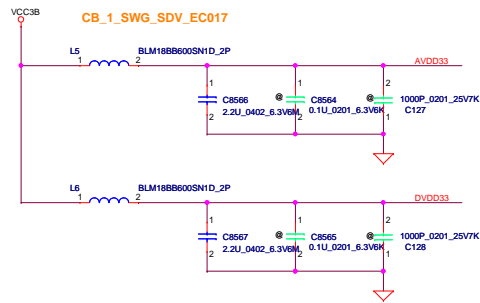 VCC3B
CB_1_SWG_SDV_EC017
L5 BLM18BB600SN1D_2P
1 2
AVDD33
1 1 2
C8566 @ C8564 @ 1000P_0201_25V7K
2 2.2U_0402_6.3V6M 2 0.1U_0201_6.3V6K 1 C127
L6 BLM18BB600SN1D_2P
1 2
DVDD33
1 1 2
C8567 @ C8565 @ 1000P_0201_25V7K
2 2.2U_0402_6.3V6M 2 0.1U_0201_6.3V6K 1 C128